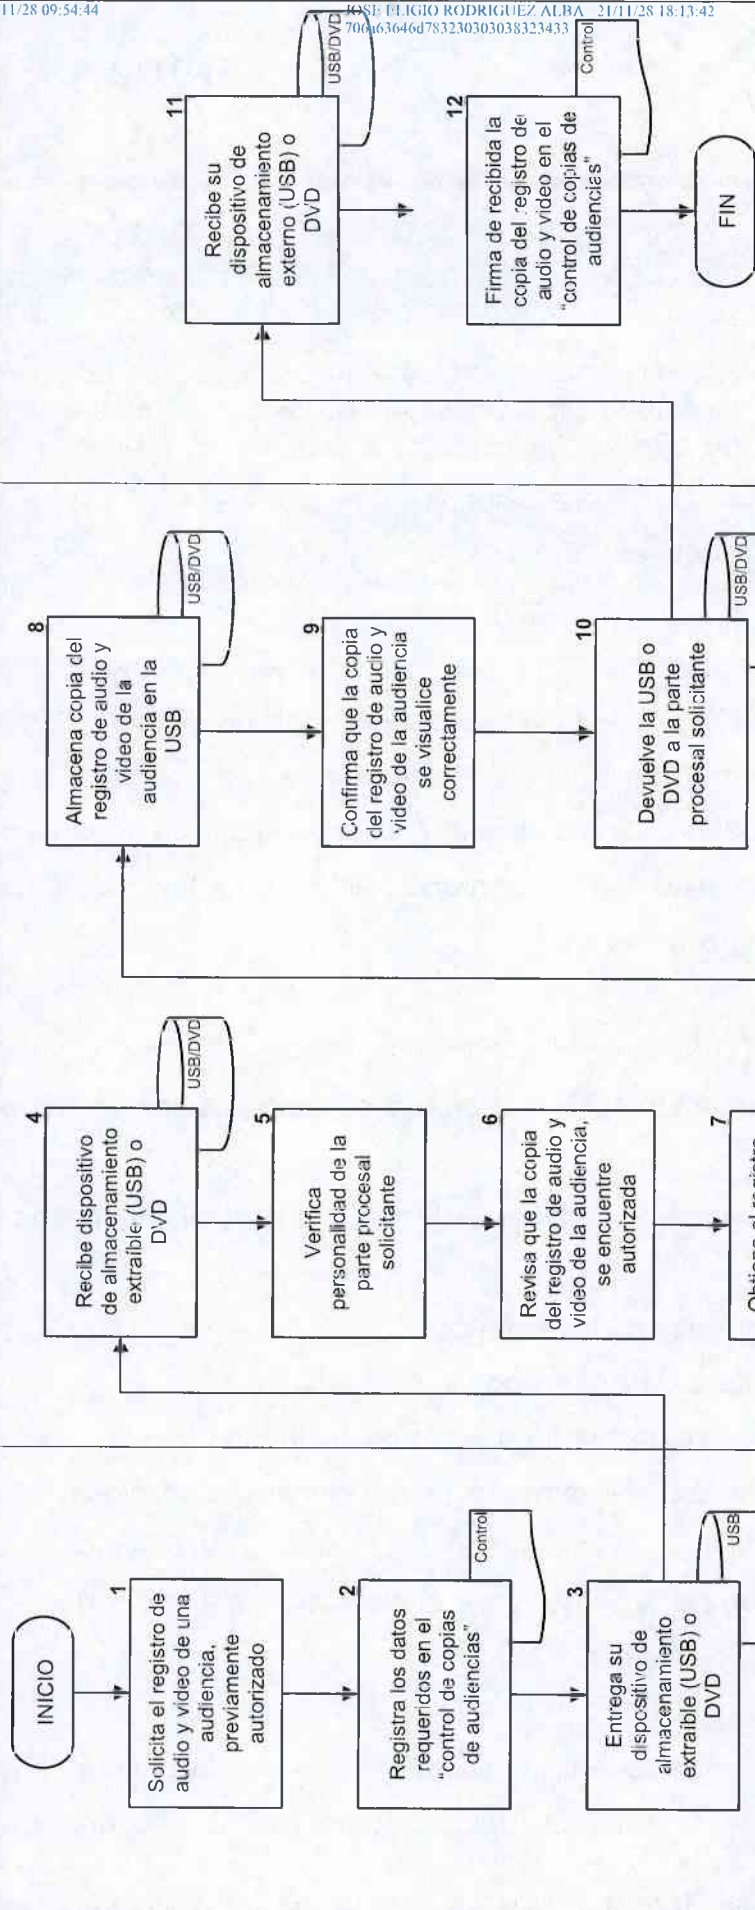 11/28 09:54:44
JOSE ELIGIO RODRIGUEZ ALBA 21/11/28 18:13:42
706a63646d783230303038323433
INICIO
1
Solicita el registro de
audio y video de una
audiencia,
previamente
autorizado
2
Registra los datos
requeridos en el
"control de copias
de audiencias"
Control
3
Entrega su
dispositivo de
almacenamiento
extraíble (USB) o
DVD
USB
4
Recibe dispositivo
de almacenamiento
extraíble (USB) o
DVD
USB/DVD
5
Verifica
personalidad de la
parte procesal
solicitante
6
Revisa que la copia
del registro de audio y
video de la audiencia,
se encuentre
autorizada
7
8
Almacena copia del
registro de audio y
video de la
audiencia en la
USB
USB/DVD
9
Confirma que la copia
del registro de audio y
video de la audiencia
se visualice
correctamente
10
Devuelve la USB o
DVD a la parte
procesal solicitante
USB/DVD
11
Recibe su
dispositivo de
almacenamiento
externo (USB) o
DVD
USB/DVD
12
Firma de recibida la
copia del registro de
audio y video en el
"control de copias de
audiencias"
Control
FIN